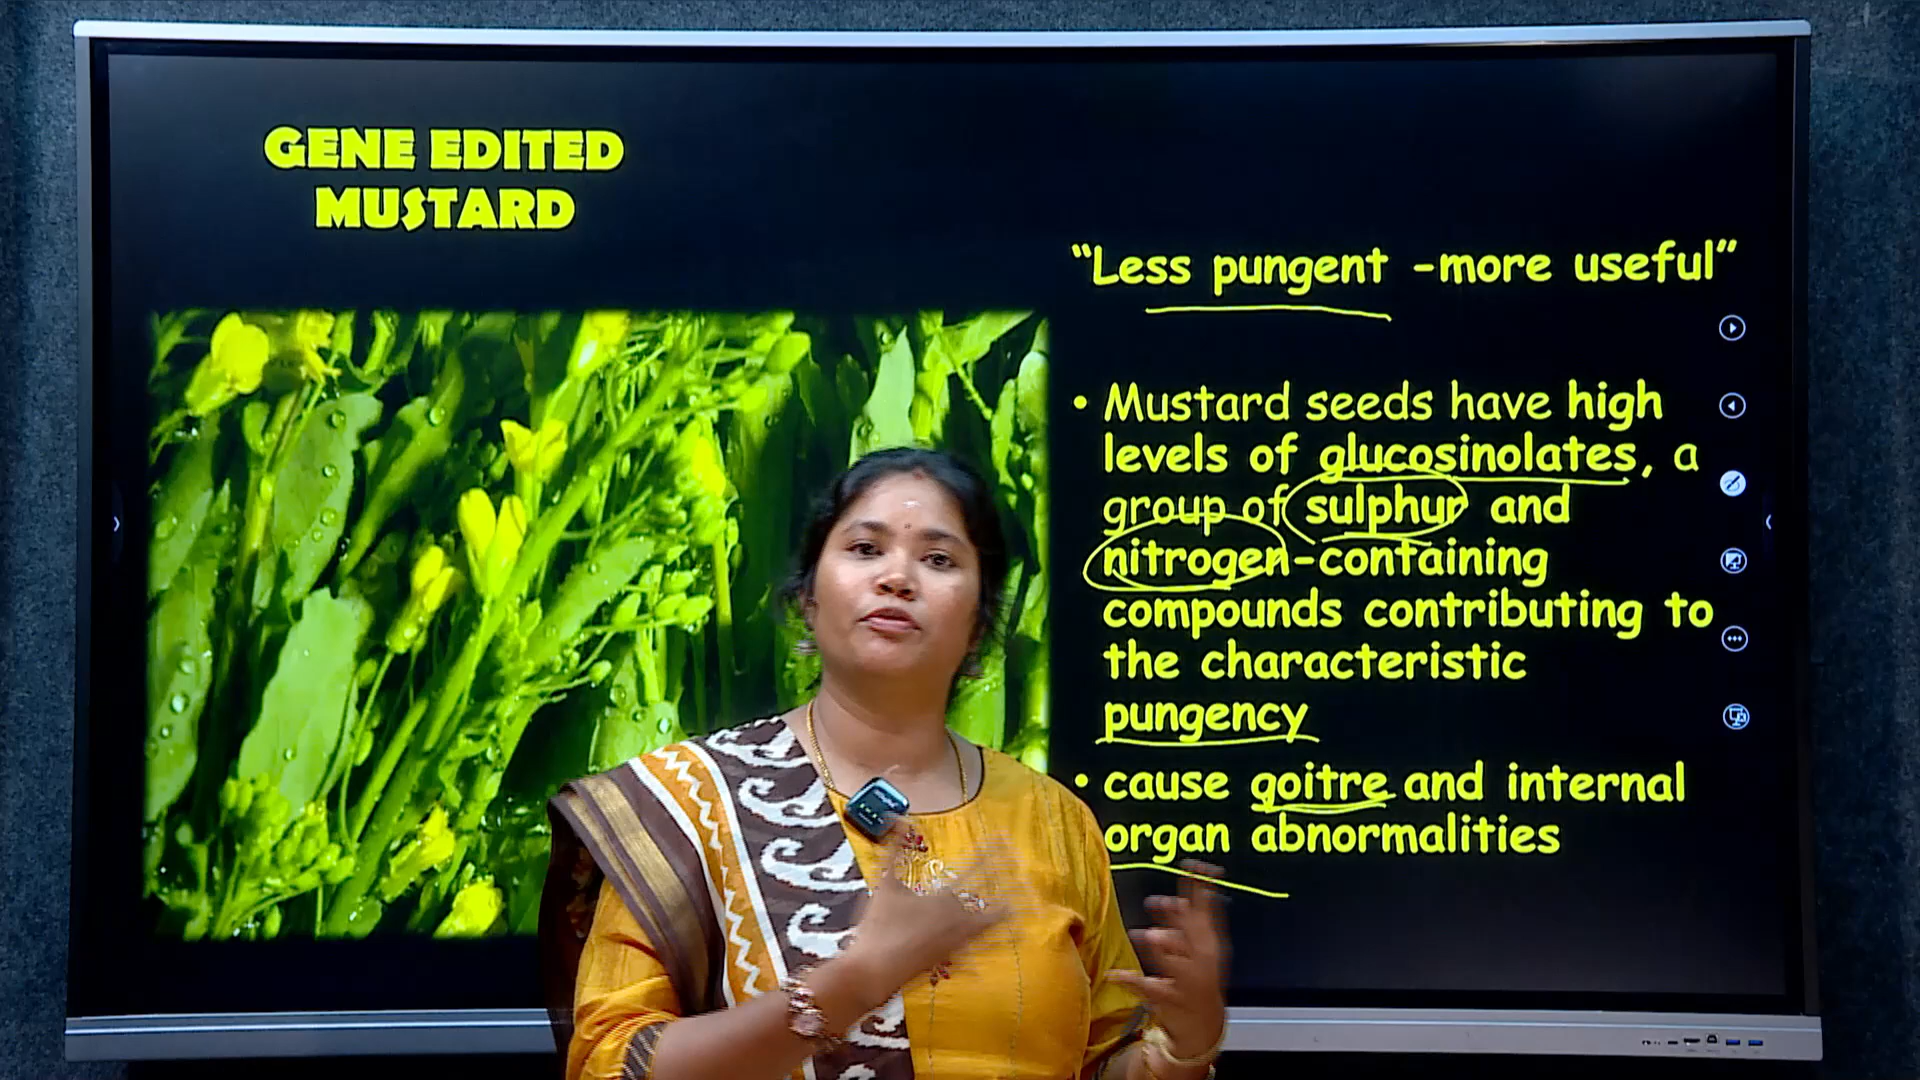 GENE EDITED
MUSTARD
“Less pungent -more useful”
• Mustard seeds have high
levels of glucosinolates, a
group of sulphur and
nitrogen-containing
compounds contributing to
the characteristic
pungency
• cause goitre and internal
organ abnormalities